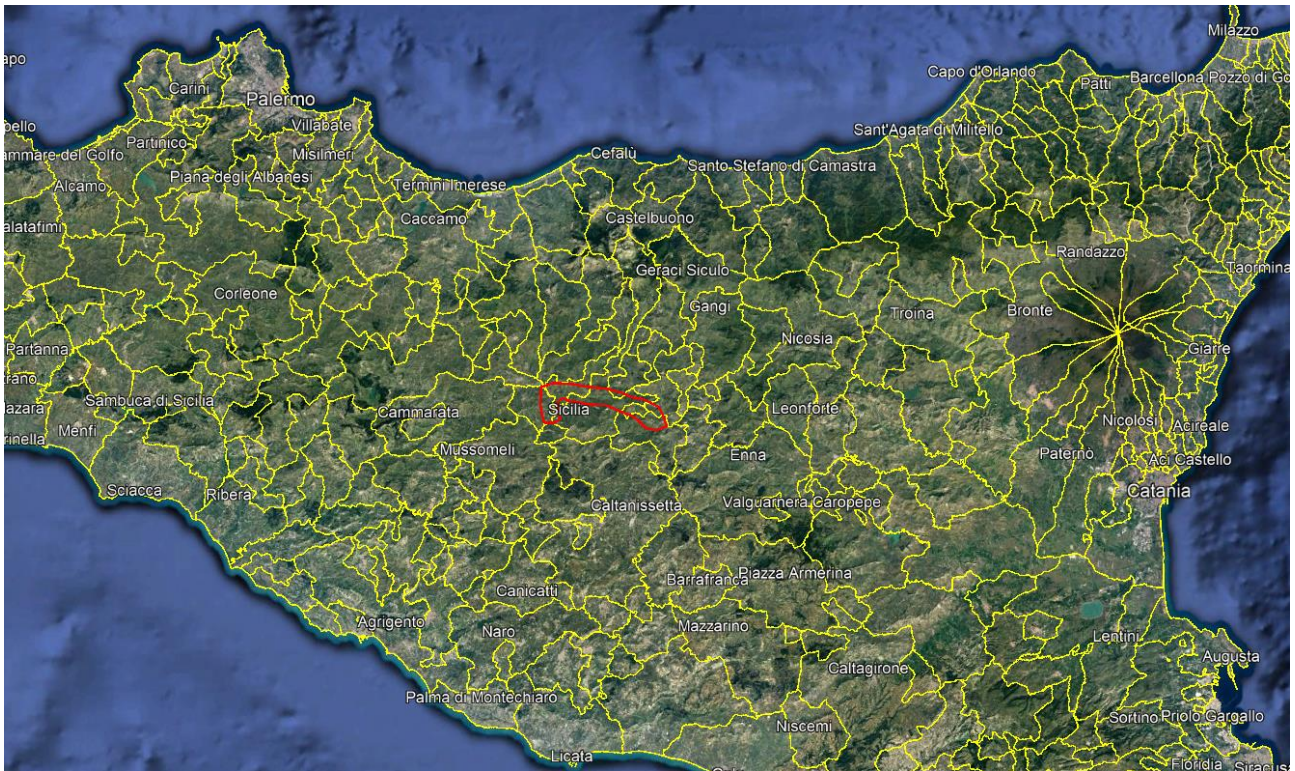 Milazzo
apo
Carini
Palermo
Capo d'Orlando
Patti
Barcellona Pozzo di Go
pello
Villabate
Sant'Agata di Militello
Partinico
Misilmeri
ammare del Golfo
Cefalù
Santo Stefano di Camastra
Piana degli Albanesi
Alcamo
Termini Imerese
Caccamo
Castelbuono
alatafimi
Randazzo
Taormina
Geraci Siculo
Corleone
Gangi
Bronte
Troina
Nicosia
Partanna
Giarre
trano
Sambuca di Sicilia
Cammarata
Sicilia
Leonforte
azara
Menfi
rinella
Nicolosi
Acireale
Mussomeli
Enna
Paternò
Aci Castello
Sciacca
Ribera
Caltanissetta
Valguarnera Caropepe
Catania
Barrafranca
Piazza Armerina
Canicattì
Agrigento
Naro
Mazzarino
Lentini
Augusta
Caltagirone
Palma di Montechiaro
Niscemi
Sortino
Priolo Gargallo
Licata
Floridia
Siracusa